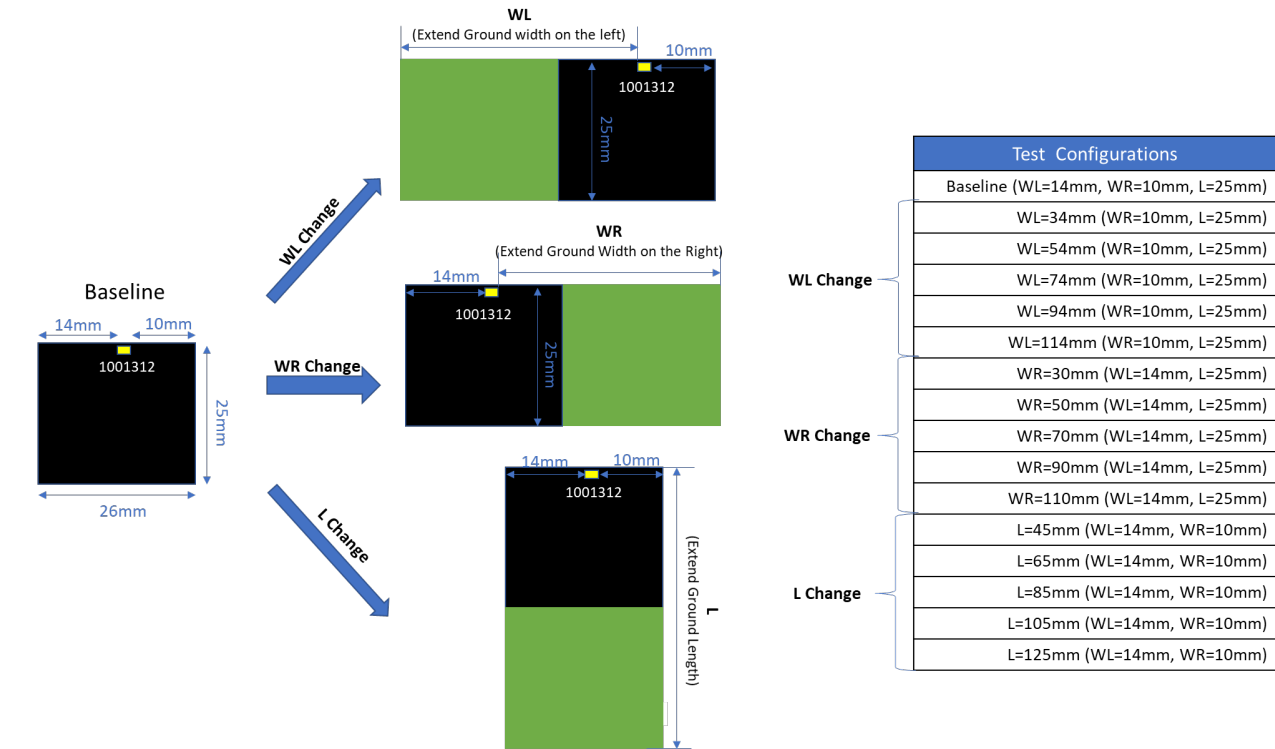 WL
(Extend Ground width on the left)
10mm
1001312
25mm
WL Change
WR
(Extend Ground Width on the Right)
14mm
1001312
25mm
WR Change
Baseline
14mm
10mm
1001312
25mm
26mm
L Change
14mm
10mm
1001312
L
(Extend Ground Length)
Test Configurations
Baseline (WL=14mm, WR=10mm, L=25mm)
WL Change
WL=34mm (WR=10mm, L=25mm)
WL=54mm (WR=10mm, L=25mm)
WL=74mm (WR=10mm, L=25mm)
WL=94mm (WR=10mm, L=25mm)
WL=114mm (WR=10mm, L=25mm)
WR Change
WR=30mm (WL=14mm, L=25mm)
WR=50mm (WL=14mm, L=25mm)
WR=70mm (WL=14mm, L=25mm)
WR=90mm (WL=14mm, L=25mm)
WR=110mm (WL=14mm, L=25mm)
L Change
L=45mm (WL=14mm, WR=10mm)
L=65mm (WL=14mm, WR=10mm)
L=85mm (WL=14mm, WR=10mm)
L=105mm (WL=14mm, WR=10mm)
L=125mm (WL=14mm, WR=10mm)